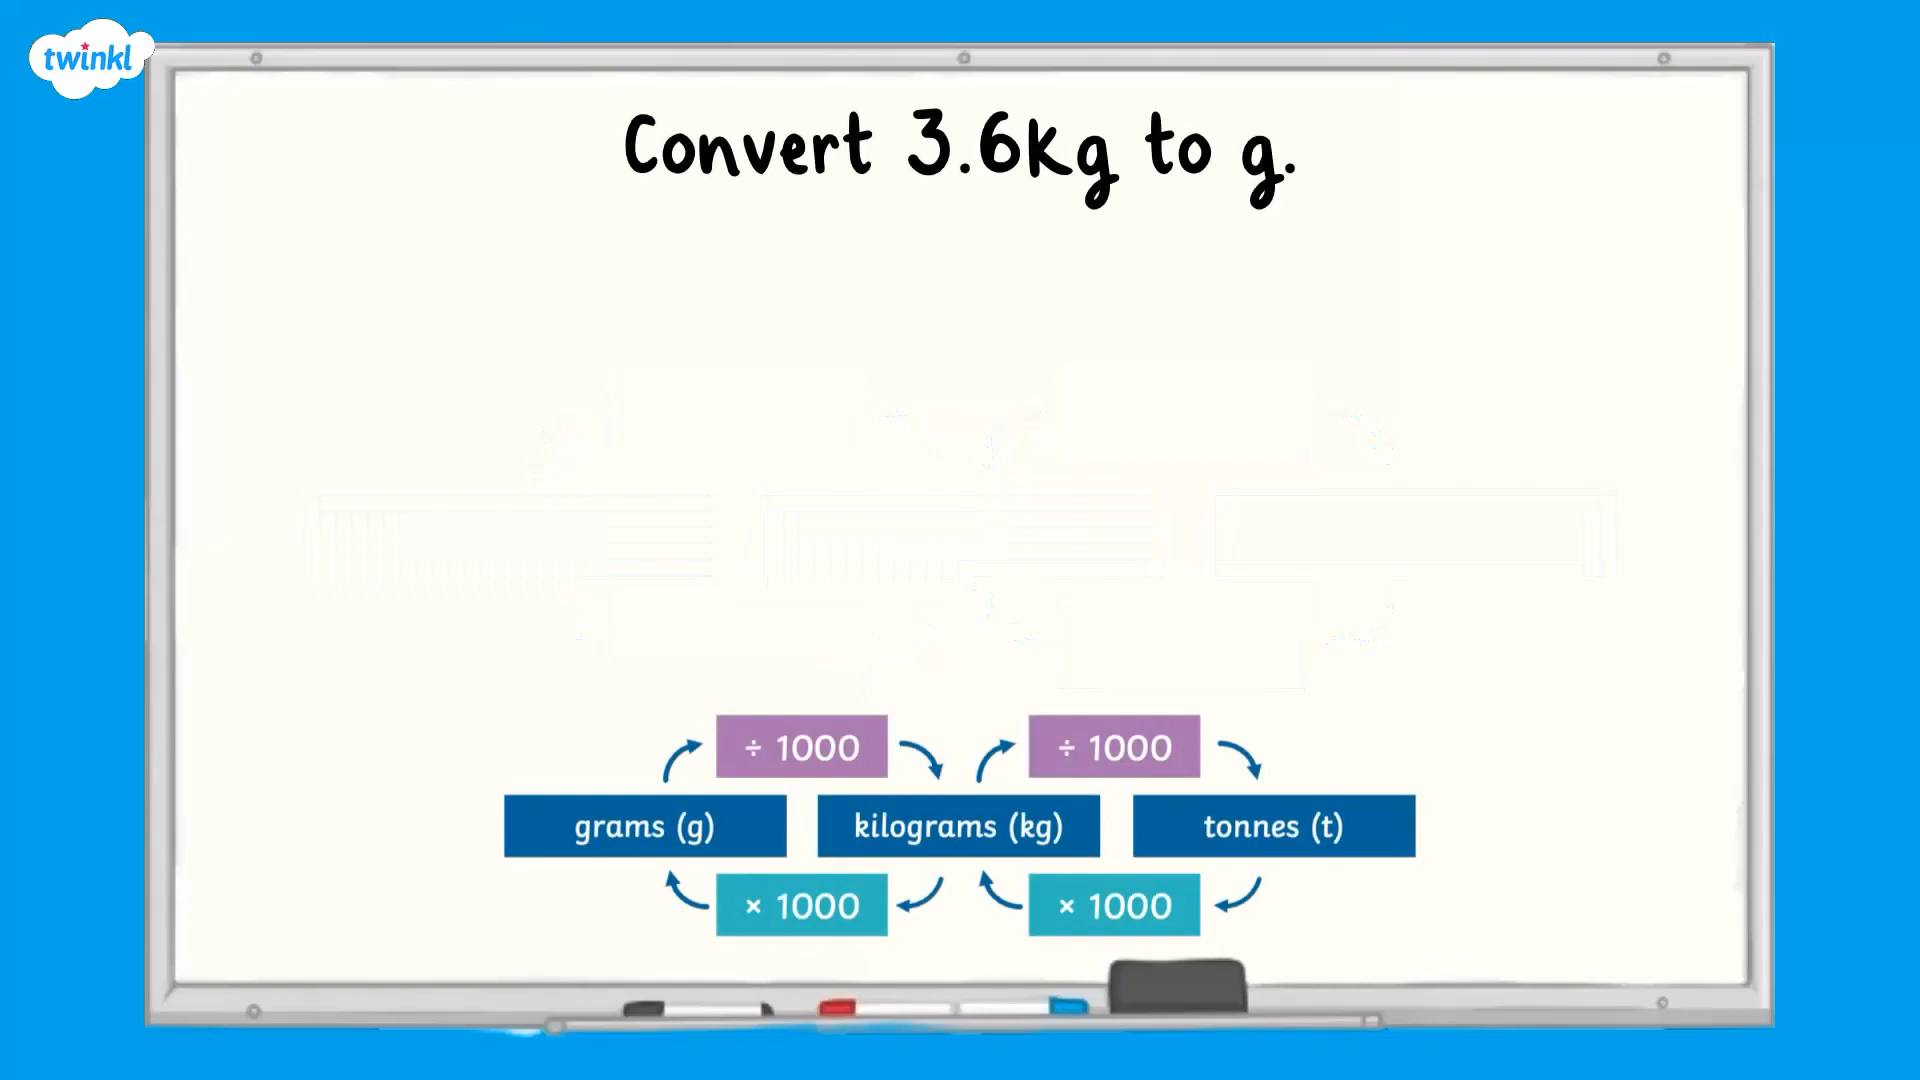 twinkl
Convert 3.6kg to g.
÷ 1000 ÷ 1000
grams (g) kilograms (kg) tonnes (t)
× 1000 × 1000